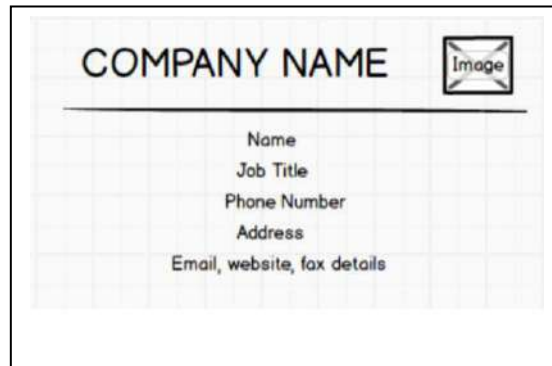 COMPANY NAME
Image
Name
Job Title
Phone Number
Address
Email, website, fax details